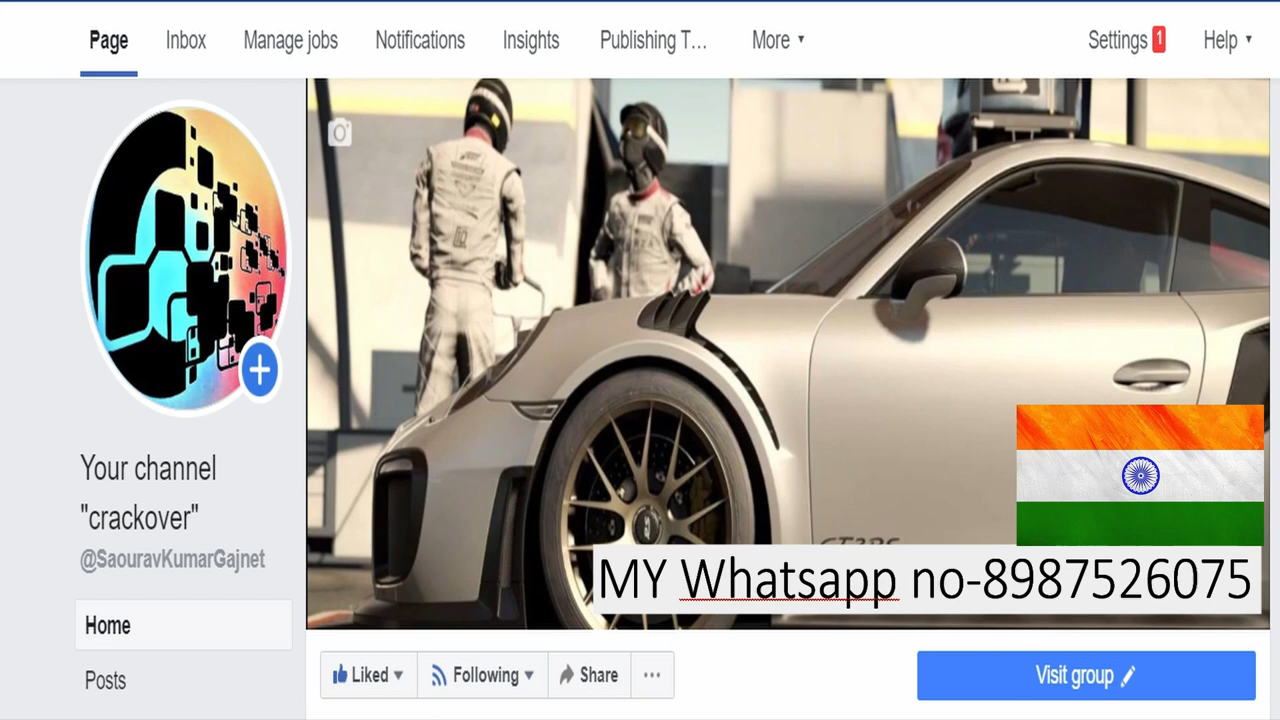 Page Inbox Manage jobs Notifications Insights Publishing T... More Settings 1 Help
Your channel
"crackover"
@SaouravKumarGajnet
Home
Posts
MY Whatsapp no-8987526075
Liked Following Share ... Visit group